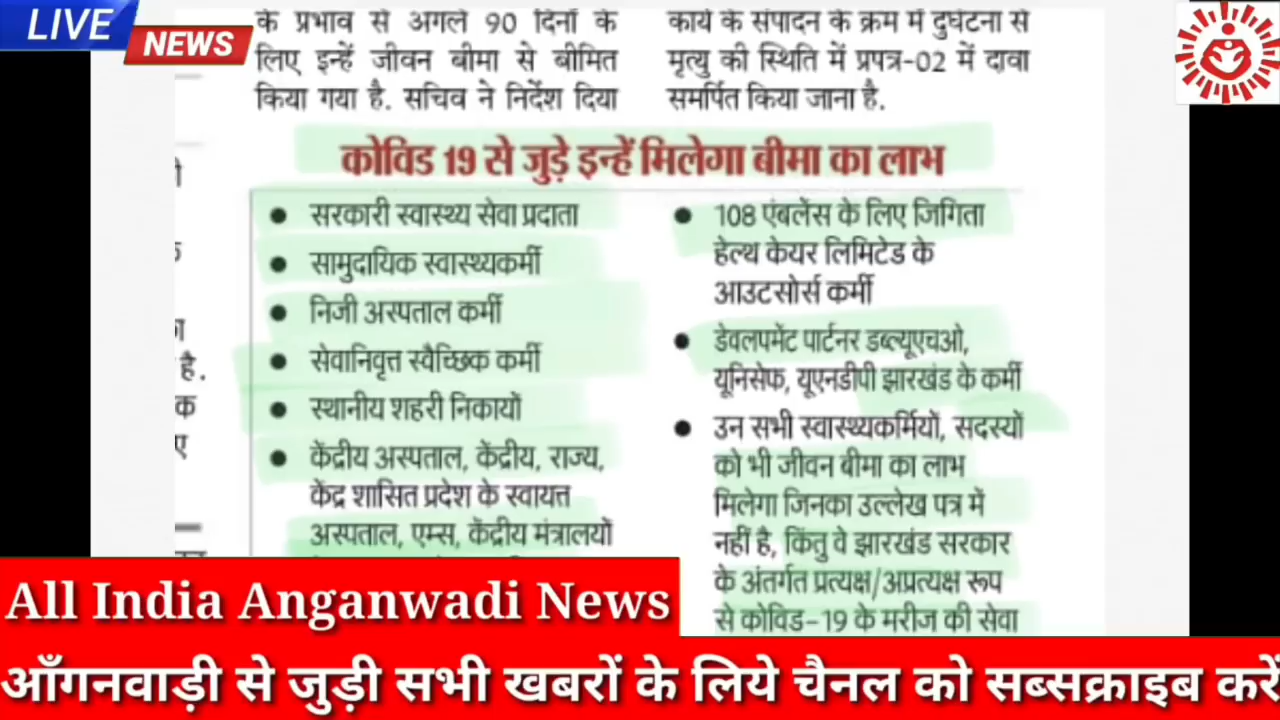 LIVE
NEWS
के प्रभाव से अगले 90 दिनों के
लिए इन्हें जीवन बीमा से बीमित
किया गया है. सचिव ने निर्देश दिया
कार्य के संपादन के क्रम में दुर्घटना से
मृत्यु की स्थिति में प्रपत्र-02 में दावा
समर्पित किया जाना है.
कोविड 19 से जुड़े इन्हें मिलेगा बीमा का लाभ
● सरकारी स्वास्थ्य सेवा प्रदाता
● सामुदायिक स्वास्थ्यकर्मी
● निजी अस्पताल कर्मी
● सेवानिवृत्त स्वैच्छिक कर्मी
● स्थानीय शहरी निकायों
● केंद्रीय अस्पताल, केंद्रीय, राज्य,
केंद्र शासित प्रदेश के स्वायत्त
अस्पताल, एम्स, केंद्रीय मंत्रालयों
● 108 एंबलेंस के लिए जिगिता
हेल्थ केयर लिमिटेड के
आउटसोर्स कर्मी
● डेवलपमेंट पार्टनर डब्ल्यूएचओ,
यूनिसेफ, यूएनडीपी झारखंड के कर्मी
● उन सभी स्वास्थ्यकर्मियों, सदस्यों
को भी जीवन बीमा का लाभ
मिलेगा जिनका उल्लेख पत्र में
नहीं है, किंतु वे झारखंड सरकार
के अंतर्गत प्रत्यक्ष/अप्रत्यक्ष रूप
से कोविड-19 के मरीज की सेवा
है.
क
All India Anganwadi News
आँगनवाड़ी से जुड़ी सभी खबरों के लिये चैनल को सब्सक्राइब करें